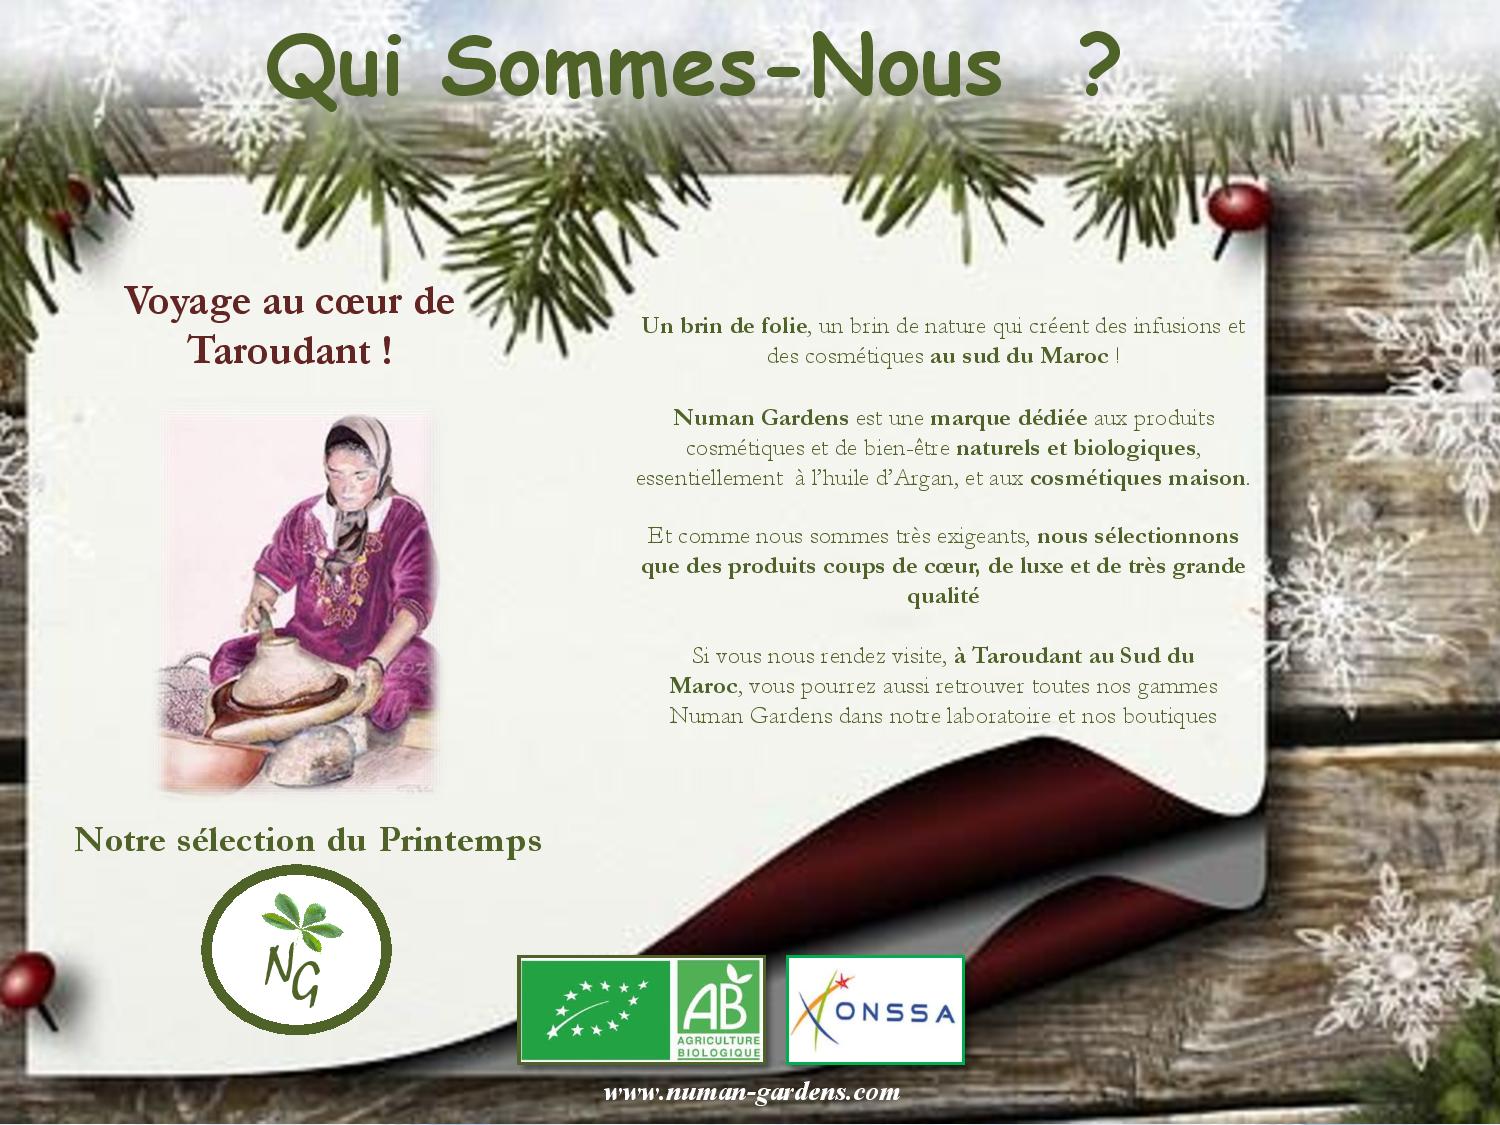 Qui Sommes-Nous ?
Voyage au cœur de
Taroudant !
Un brin de folie, un brin de nature qui créent des infusions et
des cosmétiques au sud du Maroc !
Numan Gardens est une marque dédiée aux produits
cosmétiques et de bien-être naturels et biologiques,
essentiellement à l'huile d'Argan, et aux cosmétiques maison.
Et comme nous sommes très exigeants, nous sélectionnons
que des produits coups de cœur, de luxe et de très grande
qualité
Si vous nous rendez visite, à Taroudant au Sud du
Maroc, vous pourrez aussi retrouver toutes nos gammes
Numan Gardens dans notre laboratoire et nos boutiques
Notre sélection du Printemps
NG
AB
AGRICULTURE
BIOLOGIQUE
ONSSA
www.numan-gardens.com